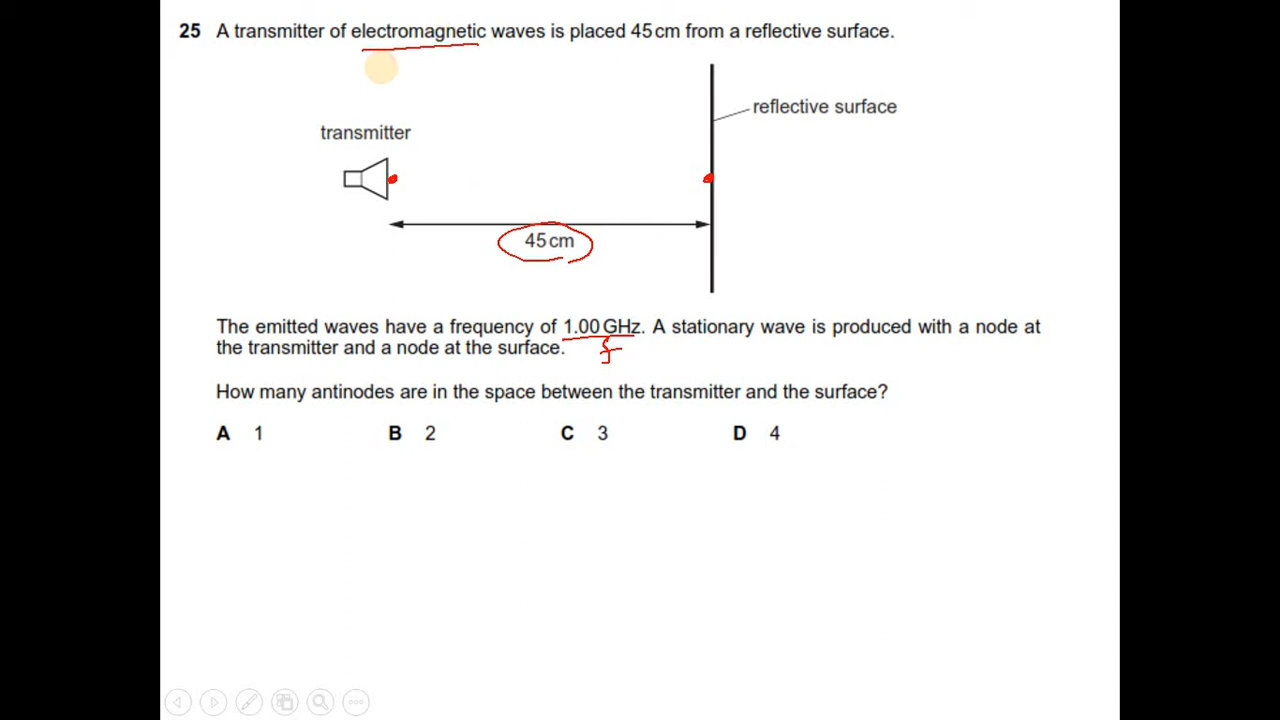 25 A transmitter of electromagnetic waves is placed 45 cm from a reflective surface.
reflective surface
transmitter
45 cm
The emitted waves have a frequency of 1.00 GHz. A stationary wave is produced with a node at
the transmitter and a node at the surface.
f
How many antinodes are in the space between the transmitter and the surface?
A 1 B 2 C 3 D 4